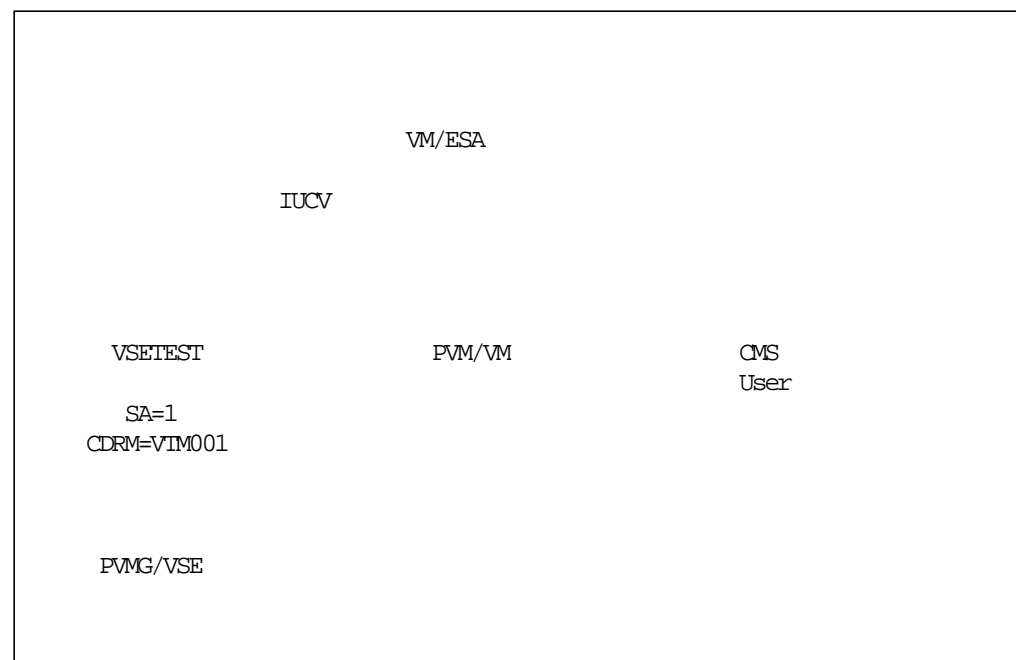 VM/ESA
IUCV
VSETEST PVM/VM CMS
User
SA=1
CDRM=VTM001
PVMG/VSE